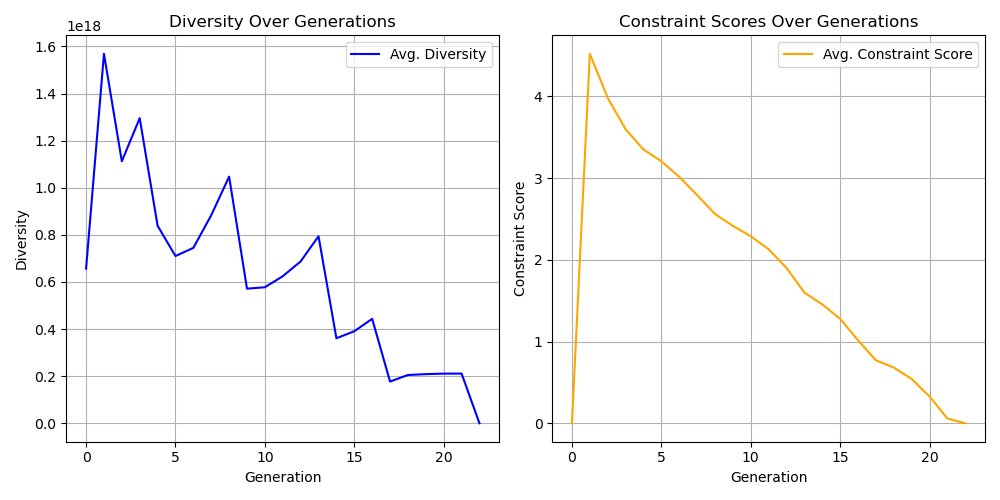 Diversity Over Generations
1e18
Avg. Diversity
1.6
1.4
1.2
1.0
0.8
0.6
0.4
0.2
0.0
Diversity
0 5 10 15 20
Generation
Constraint Scores Over Generations
Avg. Constraint Score
4
3
2
1
0
Constraint Score
0 5 10 15 20
Generation